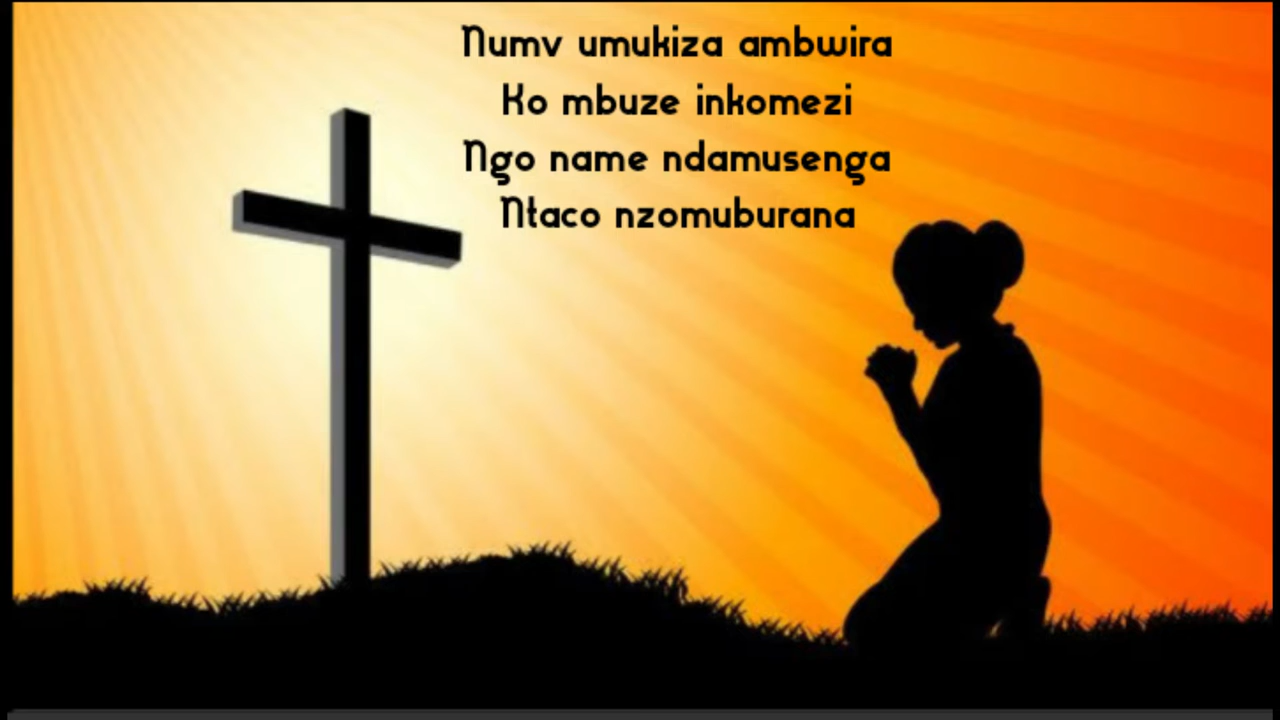 Numv umukiza ambwira
Ko mbuze inkomezi
Ngo name ndamusenga
Ntaco nzomuburana